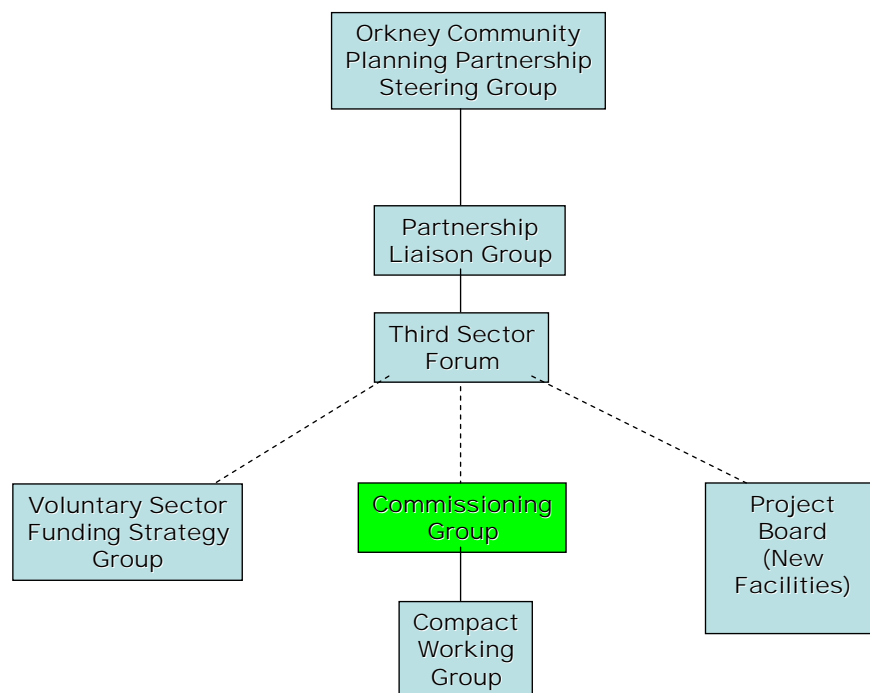 Orkney Community
Planning Partnership
Steering Group
Partnership
Liaison Group
Third Sector
Forum
Voluntary Sector
Funding Strategy
Group
Commissioning
Group
Project
Board
(New
Facilities)
Compact
Working
Group